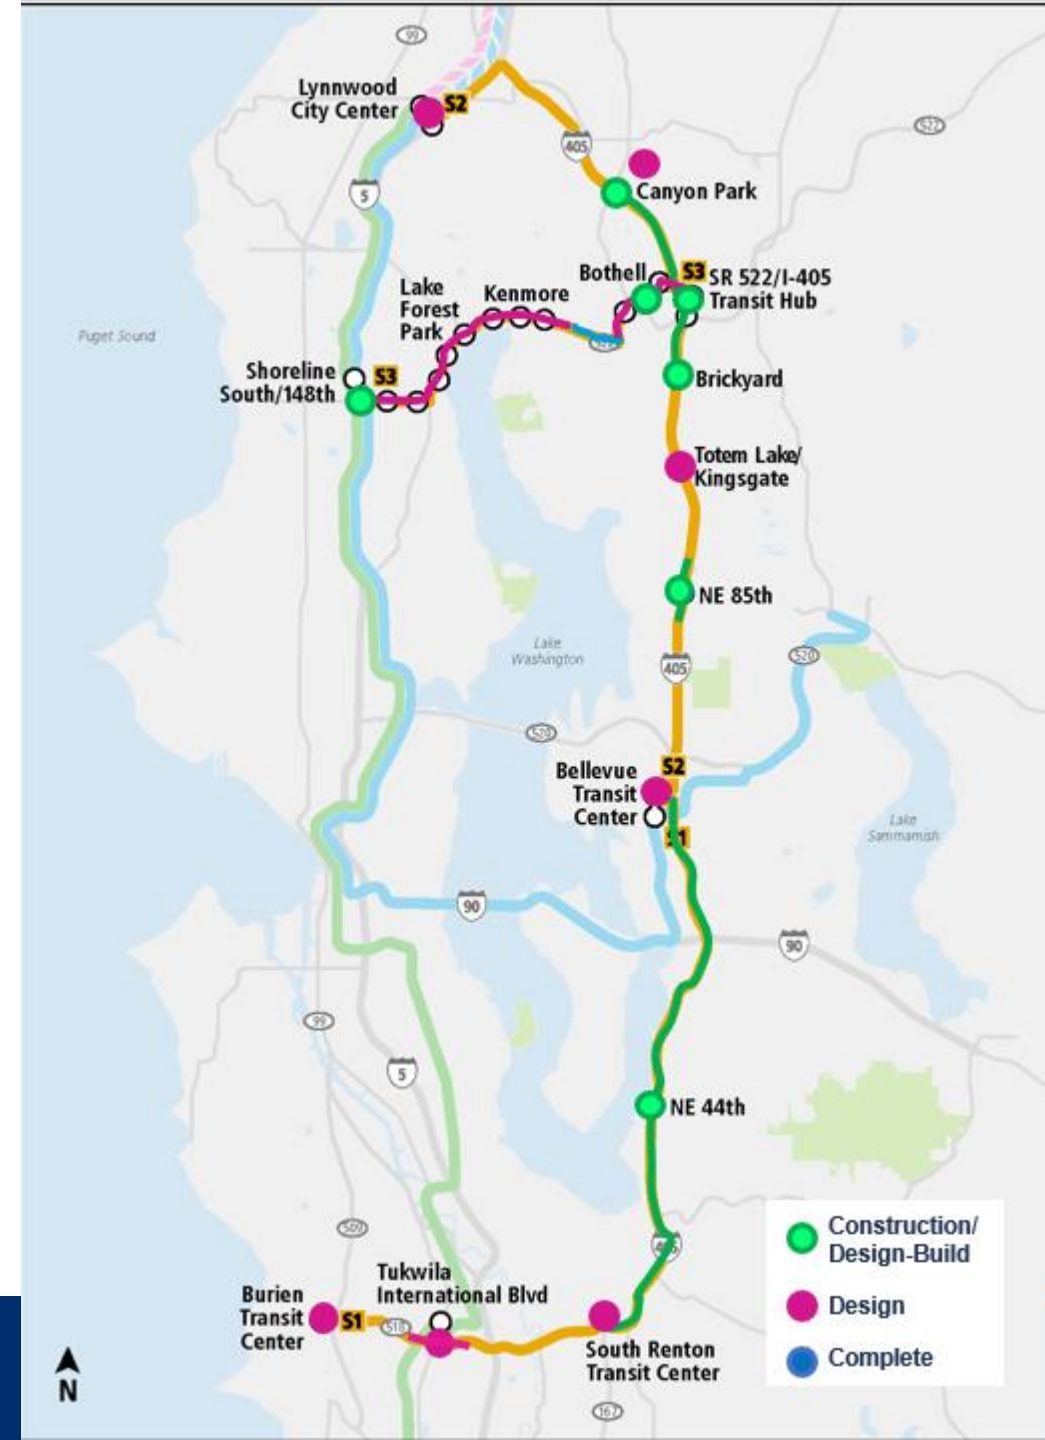 99
Lynnwood
City Center
S2
522
405
Canyon Park
5
Bothell
S3
SR 522/I-405
Transit Hub
Lake
Forest
Park
Kenmore
Puget Sound
Shoreline
South/148th
S3
Brickyard
Totem Lake/
Kingsgate
NE 85th
Lake
Washington
405
520
520
Bellevue
Transit
Center
S2
S1
Lake
Sammamish
90
90
99
5
NE 44th
509
405
Construction/
Design-Build
Design
Complete
Tukwila
International Blvd
Burien
Transit
Center
S1
518
South Renton
Transit Center
167
N